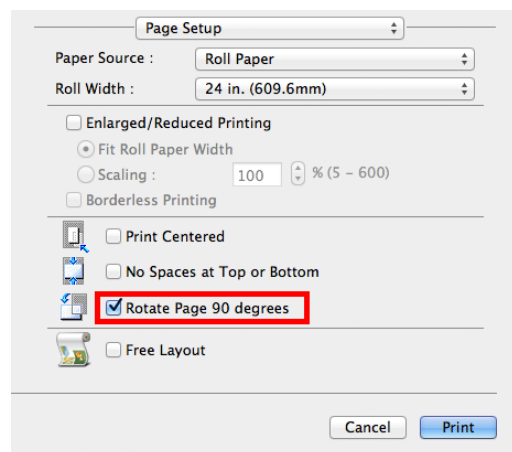 Page Setup
Paper Source : Roll Paper
Roll Width : 24 in. (609.6mm)
Enlarged/Reduced Printing
Fit Roll Paper Width
Scaling : 100 % (5 – 600)
Borderless Printing
Print Centered
No Spaces at Top or Bottom
Rotate Page 90 degrees
Free Layout
Cancel Print